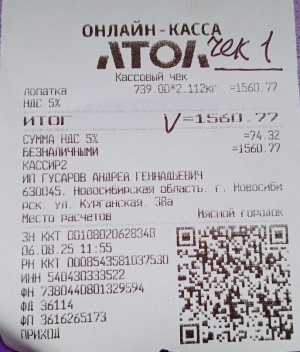 ОНЛАЙН-КАССА
АТОЛ
чек 1
Кассовый чек
лопатка 739.00*2.112кг =1560.77
НДС 5%
ИТОГ V=1560.77
СУММА НДС 5% =74.32
БЕЗНАЛИЧНЫМИ =1560.77
КАССИР2
ИП ГУСАРОВ АНДРЕЙ ГЕННАДЬЕВИЧ
630045, Новосибирская область, г. Новосиби
рск, ул. Курганская, 38а
Место расчетов Мясной городок
ЗН ККТ 00108020628348
06.08.25 11:55
РН ККТ 0008543581037530
ИНН 540430333522
ФН 7380440801329594
ФД 36114
ФП 3616265173
ПРИХОД